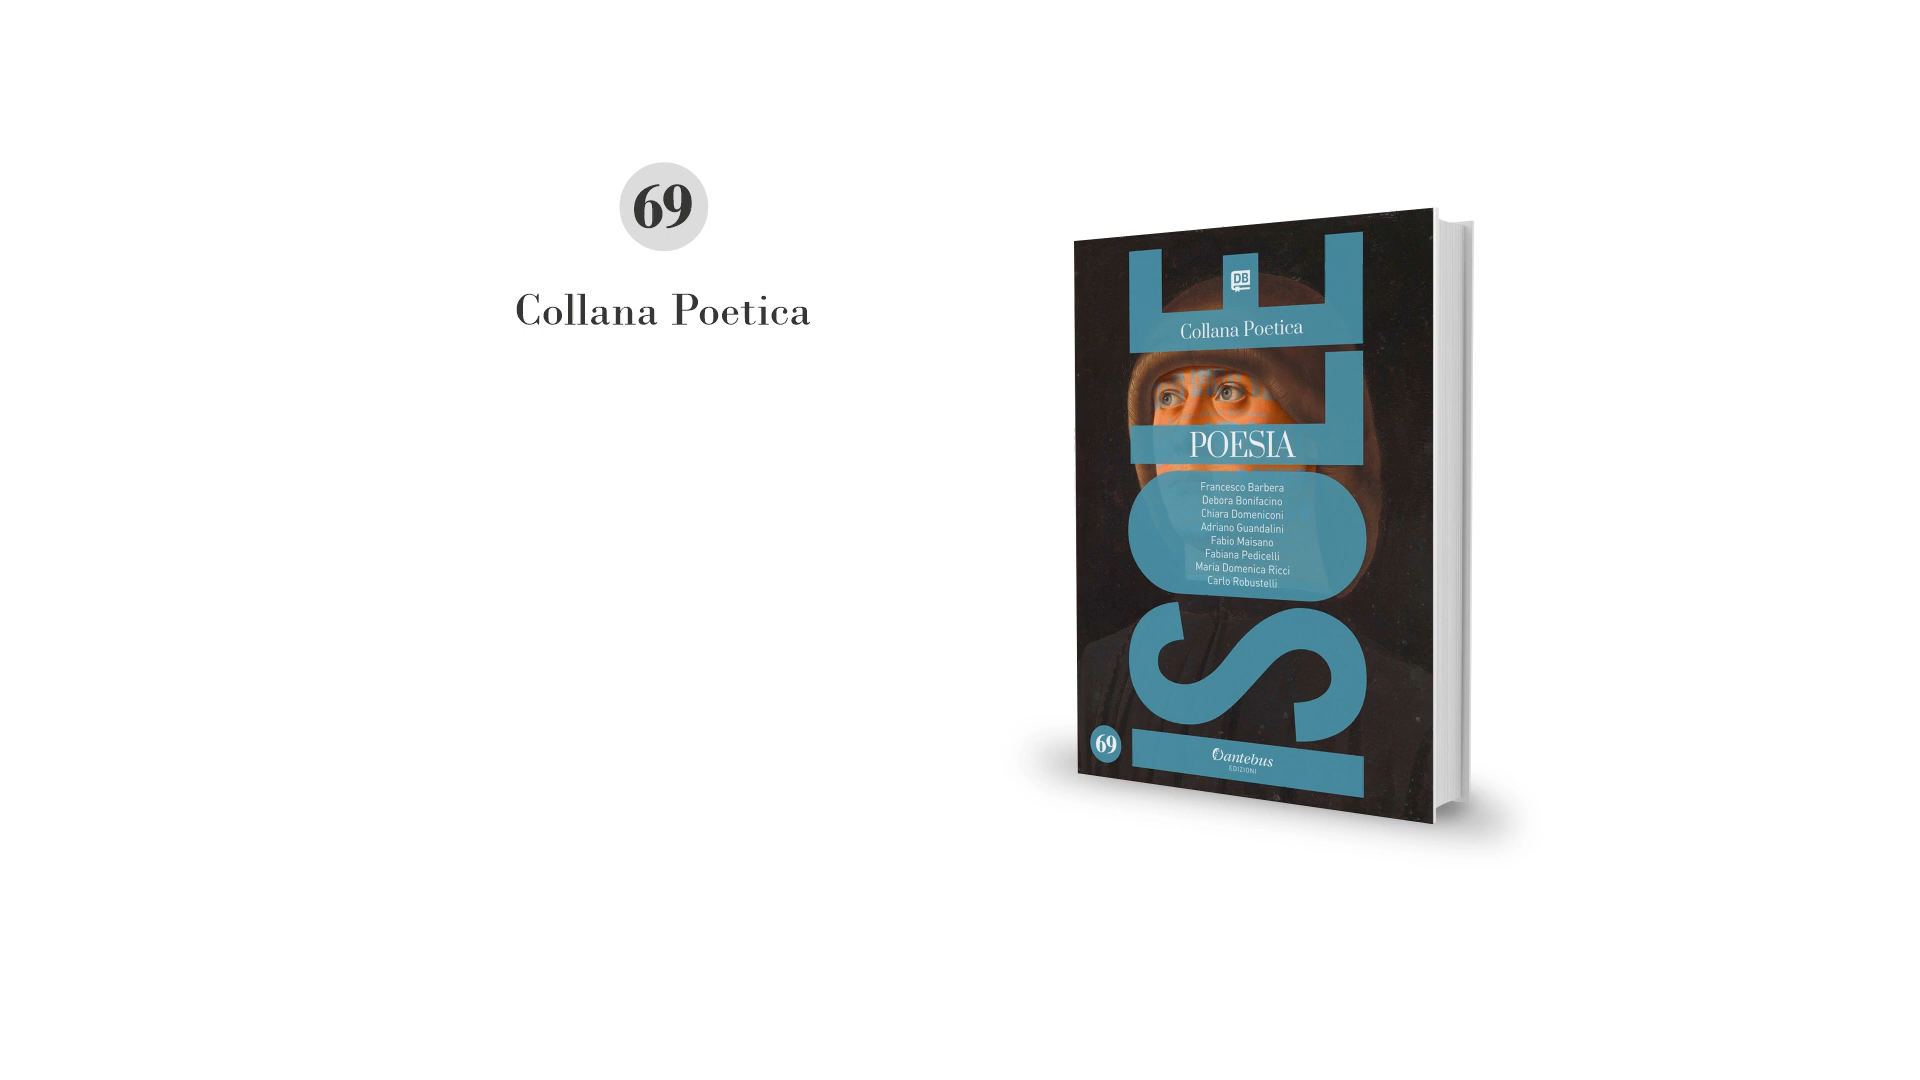 69
Collana Poetica
ISOLE
DB
Collana Poetica
POESIA
Francesco Barbera
Debora Bonifacino
Chiara Domeniconi
Adriano Guandalini
Fabio Maisano
Fabiana Pedicelli
Maria Domenica Ricci
Carlo Robustelli
69
Dantebus
EDIZIONI